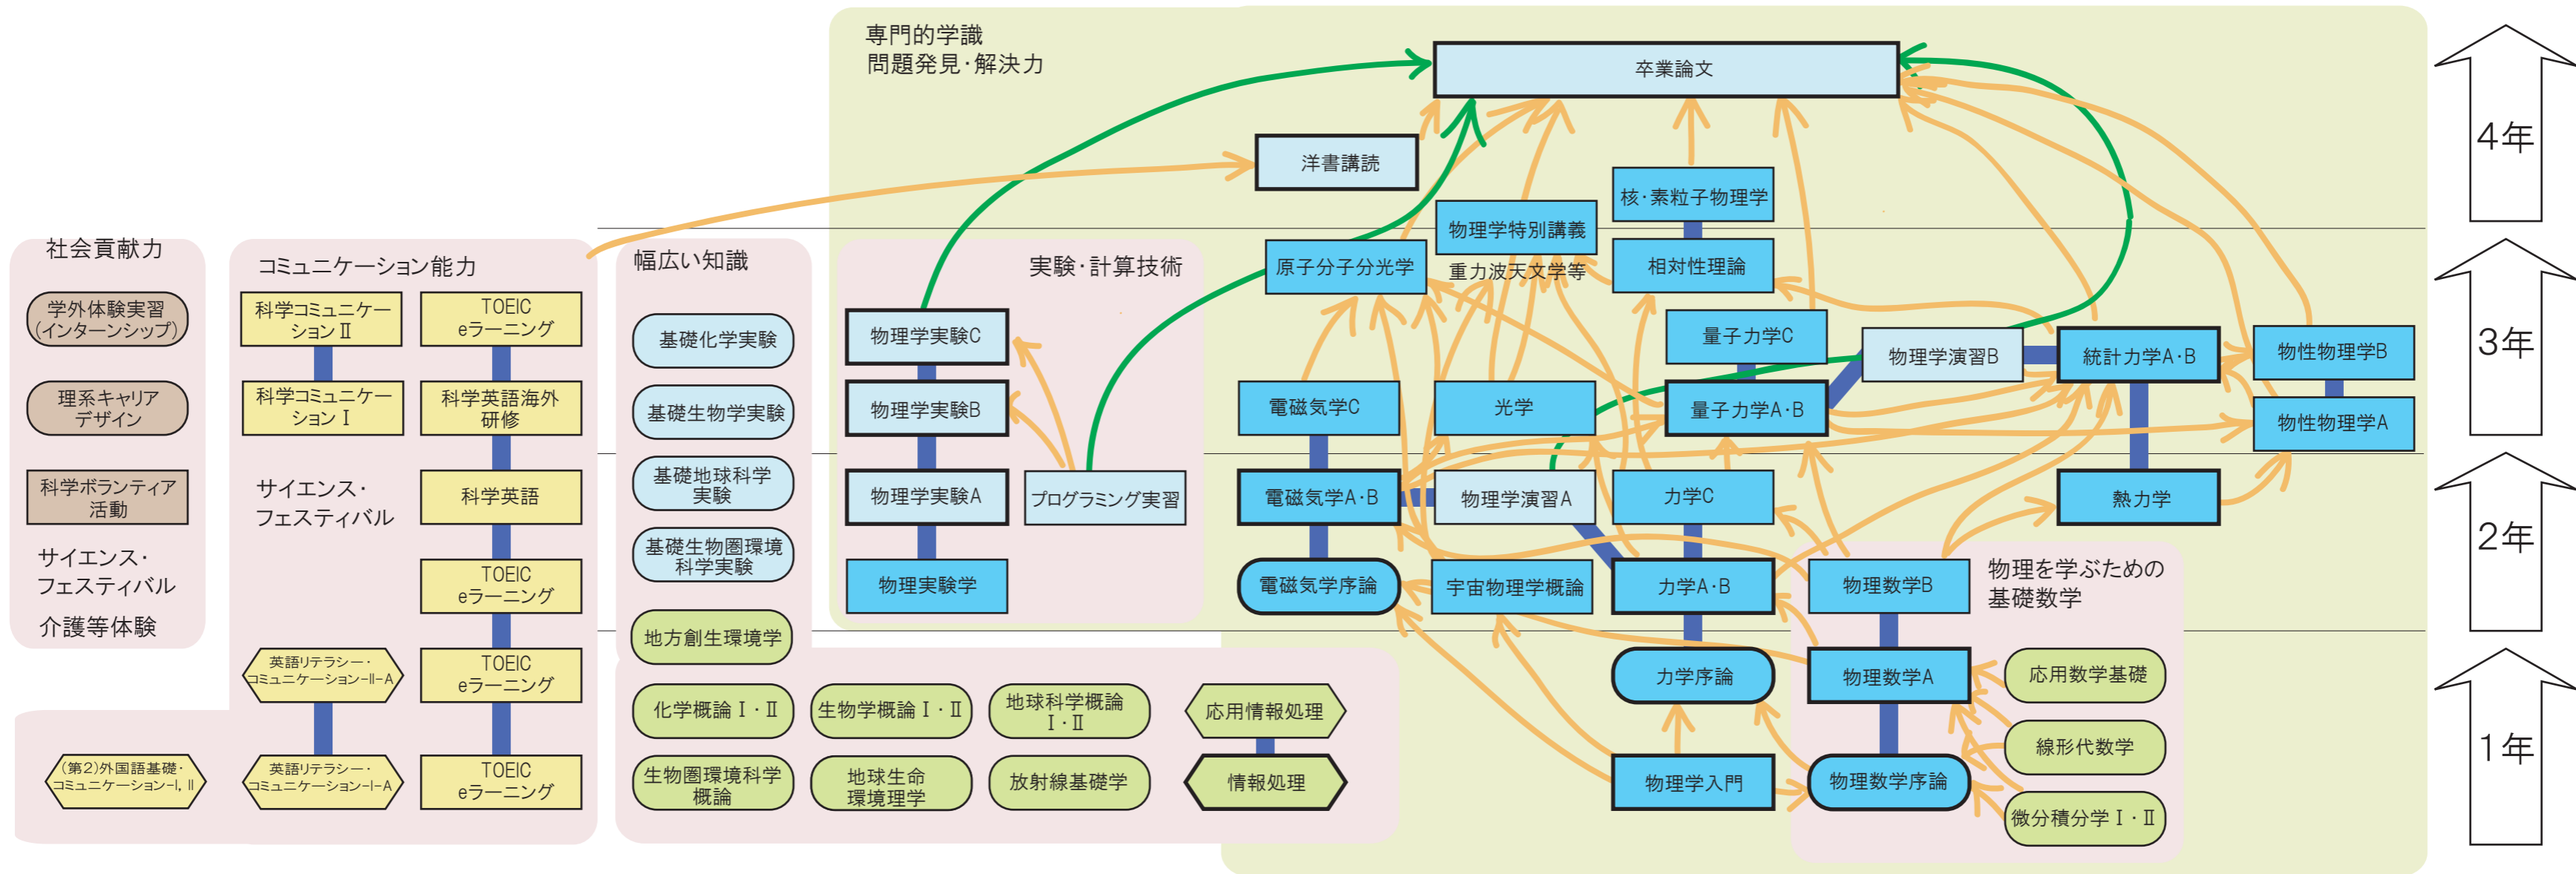 専門的学識
問題発見・解決力
卒業論文
4年
洋書講読
核・素粒子物理学
物理学特別講義
重力波天文学等
原子分子分光学
相対性理論
社会貢献力
コミュニケーション能力
幅広い知識
実験・計算技術
3年
学外体験実習
(インターンシップ)
科学コミュニケー
ションⅡ
TOEIC
eラーニング
基礎化学実験
物理学実験C
量子力学C
物理学演習B
統計力学A・B
物性物理学B
理系キャリア
デザイン
科学コミュニケー
ションⅠ
科学英語海外
研修
基礎生物学実験
物理学実験B
電磁気学C
光学
量子力学A・B
物性物理学A
科学ボランティア
活動
サイエンス・
フェスティバル
科学英語
基礎地球科学
実験
物理学実験A
プログラミング実習
電磁気学A・B
物理学演習A
力学C
熱力学
2年
サイエンス・
フェスティバル
介護等体験
TOEIC
eラーニング
基礎生物圏環境
科学実験
物理実験学
電磁気学序論
宇宙物理学概論
力学A・B
物理数学B
物理を学ぶための
基礎数学
地方創生環境学
英語リテラシー・
コミュニケーション-II-A
TOEIC
eラーニング
力学序論
物理数学A
応用数学基礎
化学概論Ⅰ・Ⅱ
生物学概論Ⅰ・Ⅱ
地球科学概論
Ⅰ・Ⅱ
応用情報処理
線形代数学
1年
(第2)外国語基礎・
コミュニケーション-I, II
英語リテラシー・
コミュニケーション-I-A
TOEIC
eラーニング
生物圏環境科学
概論
地球生命
環境理学
放射線基礎学
情報処理
物理学入門
物理数学序論
微分積分学Ⅰ・Ⅱ